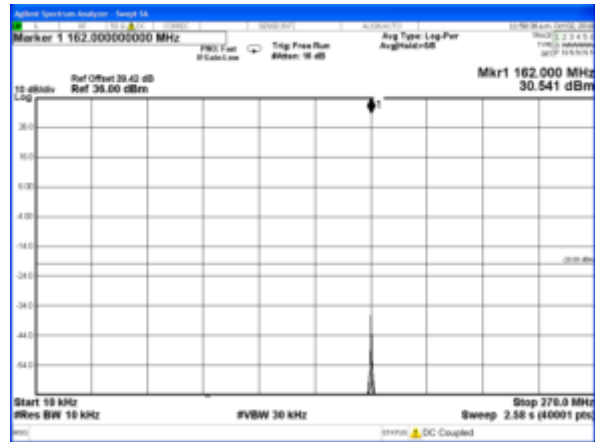 Agilent Spectrum Analyzer - Swept SA
Marker 1 162.000000000 MHz
PNO: Fast
IFGain:Low
Trig: Free Run
#Atten: 10 dB
Avg Type: Log-Pwr
Mkr1 162.000 MHz
30.541 dBm
Ref Offset 39.42 dB
Ref 36.00 dBm
10 dB/div
Log
1
26.0
16.0
6.00
-4.00
-14.0
-24.0
-34.0
-44.0
-54.0
Start 10 kHz
Stop 270.0 MHz
#Res BW 10 kHz
#VBW 30 kHz
Sweep 2.58 s (40001 pts)
MSG
STATUS
DC Coupled